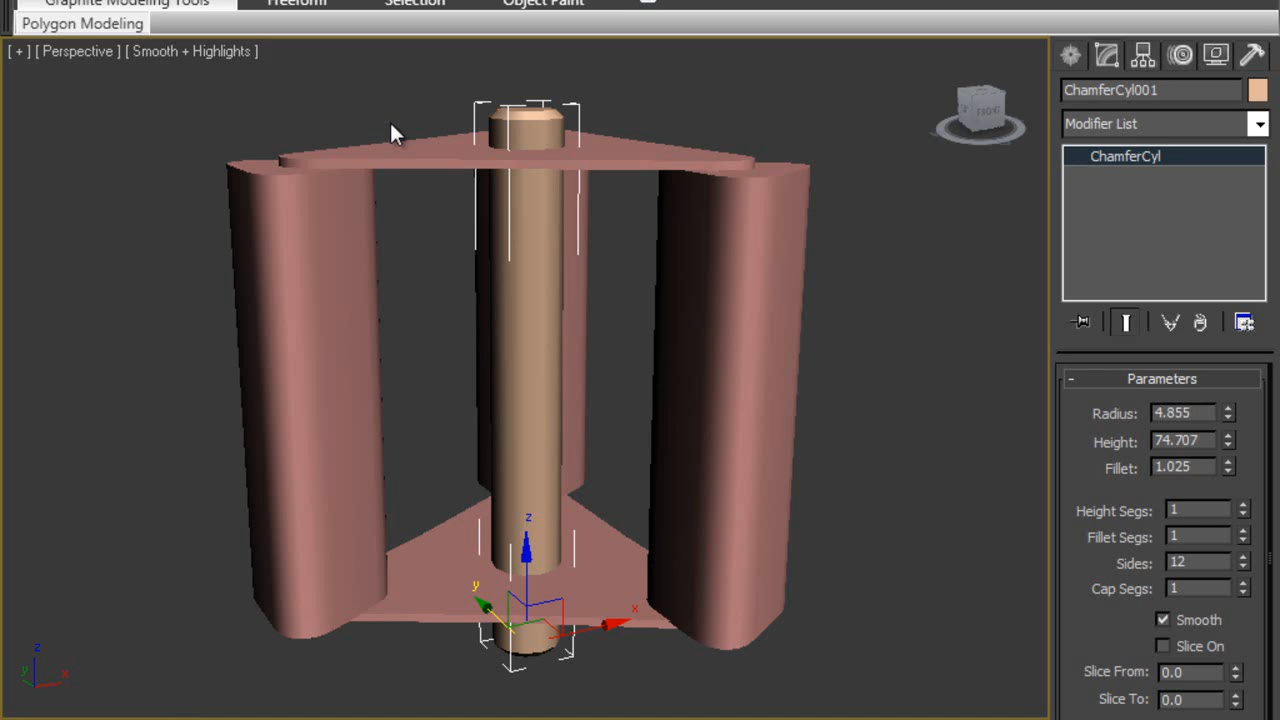 Graphite Modeling Tools Freeform Selection Object Paint
Polygon Modeling
[ + ] [ Perspective ] [ Smooth + Highlights ]
ChamferCyl001
Modifier List
ChamferCyl
FRONT
- Parameters
Radius: 4.855
Height: 74.707
Fillet: 1.025
Height Segs: 1
Fillet Segs: 1
Sides: 12
Cap Segs: 1
Smooth
Slice On
Slice From: 0.0
Slice To: 0.0
z
y
x
z
y
x